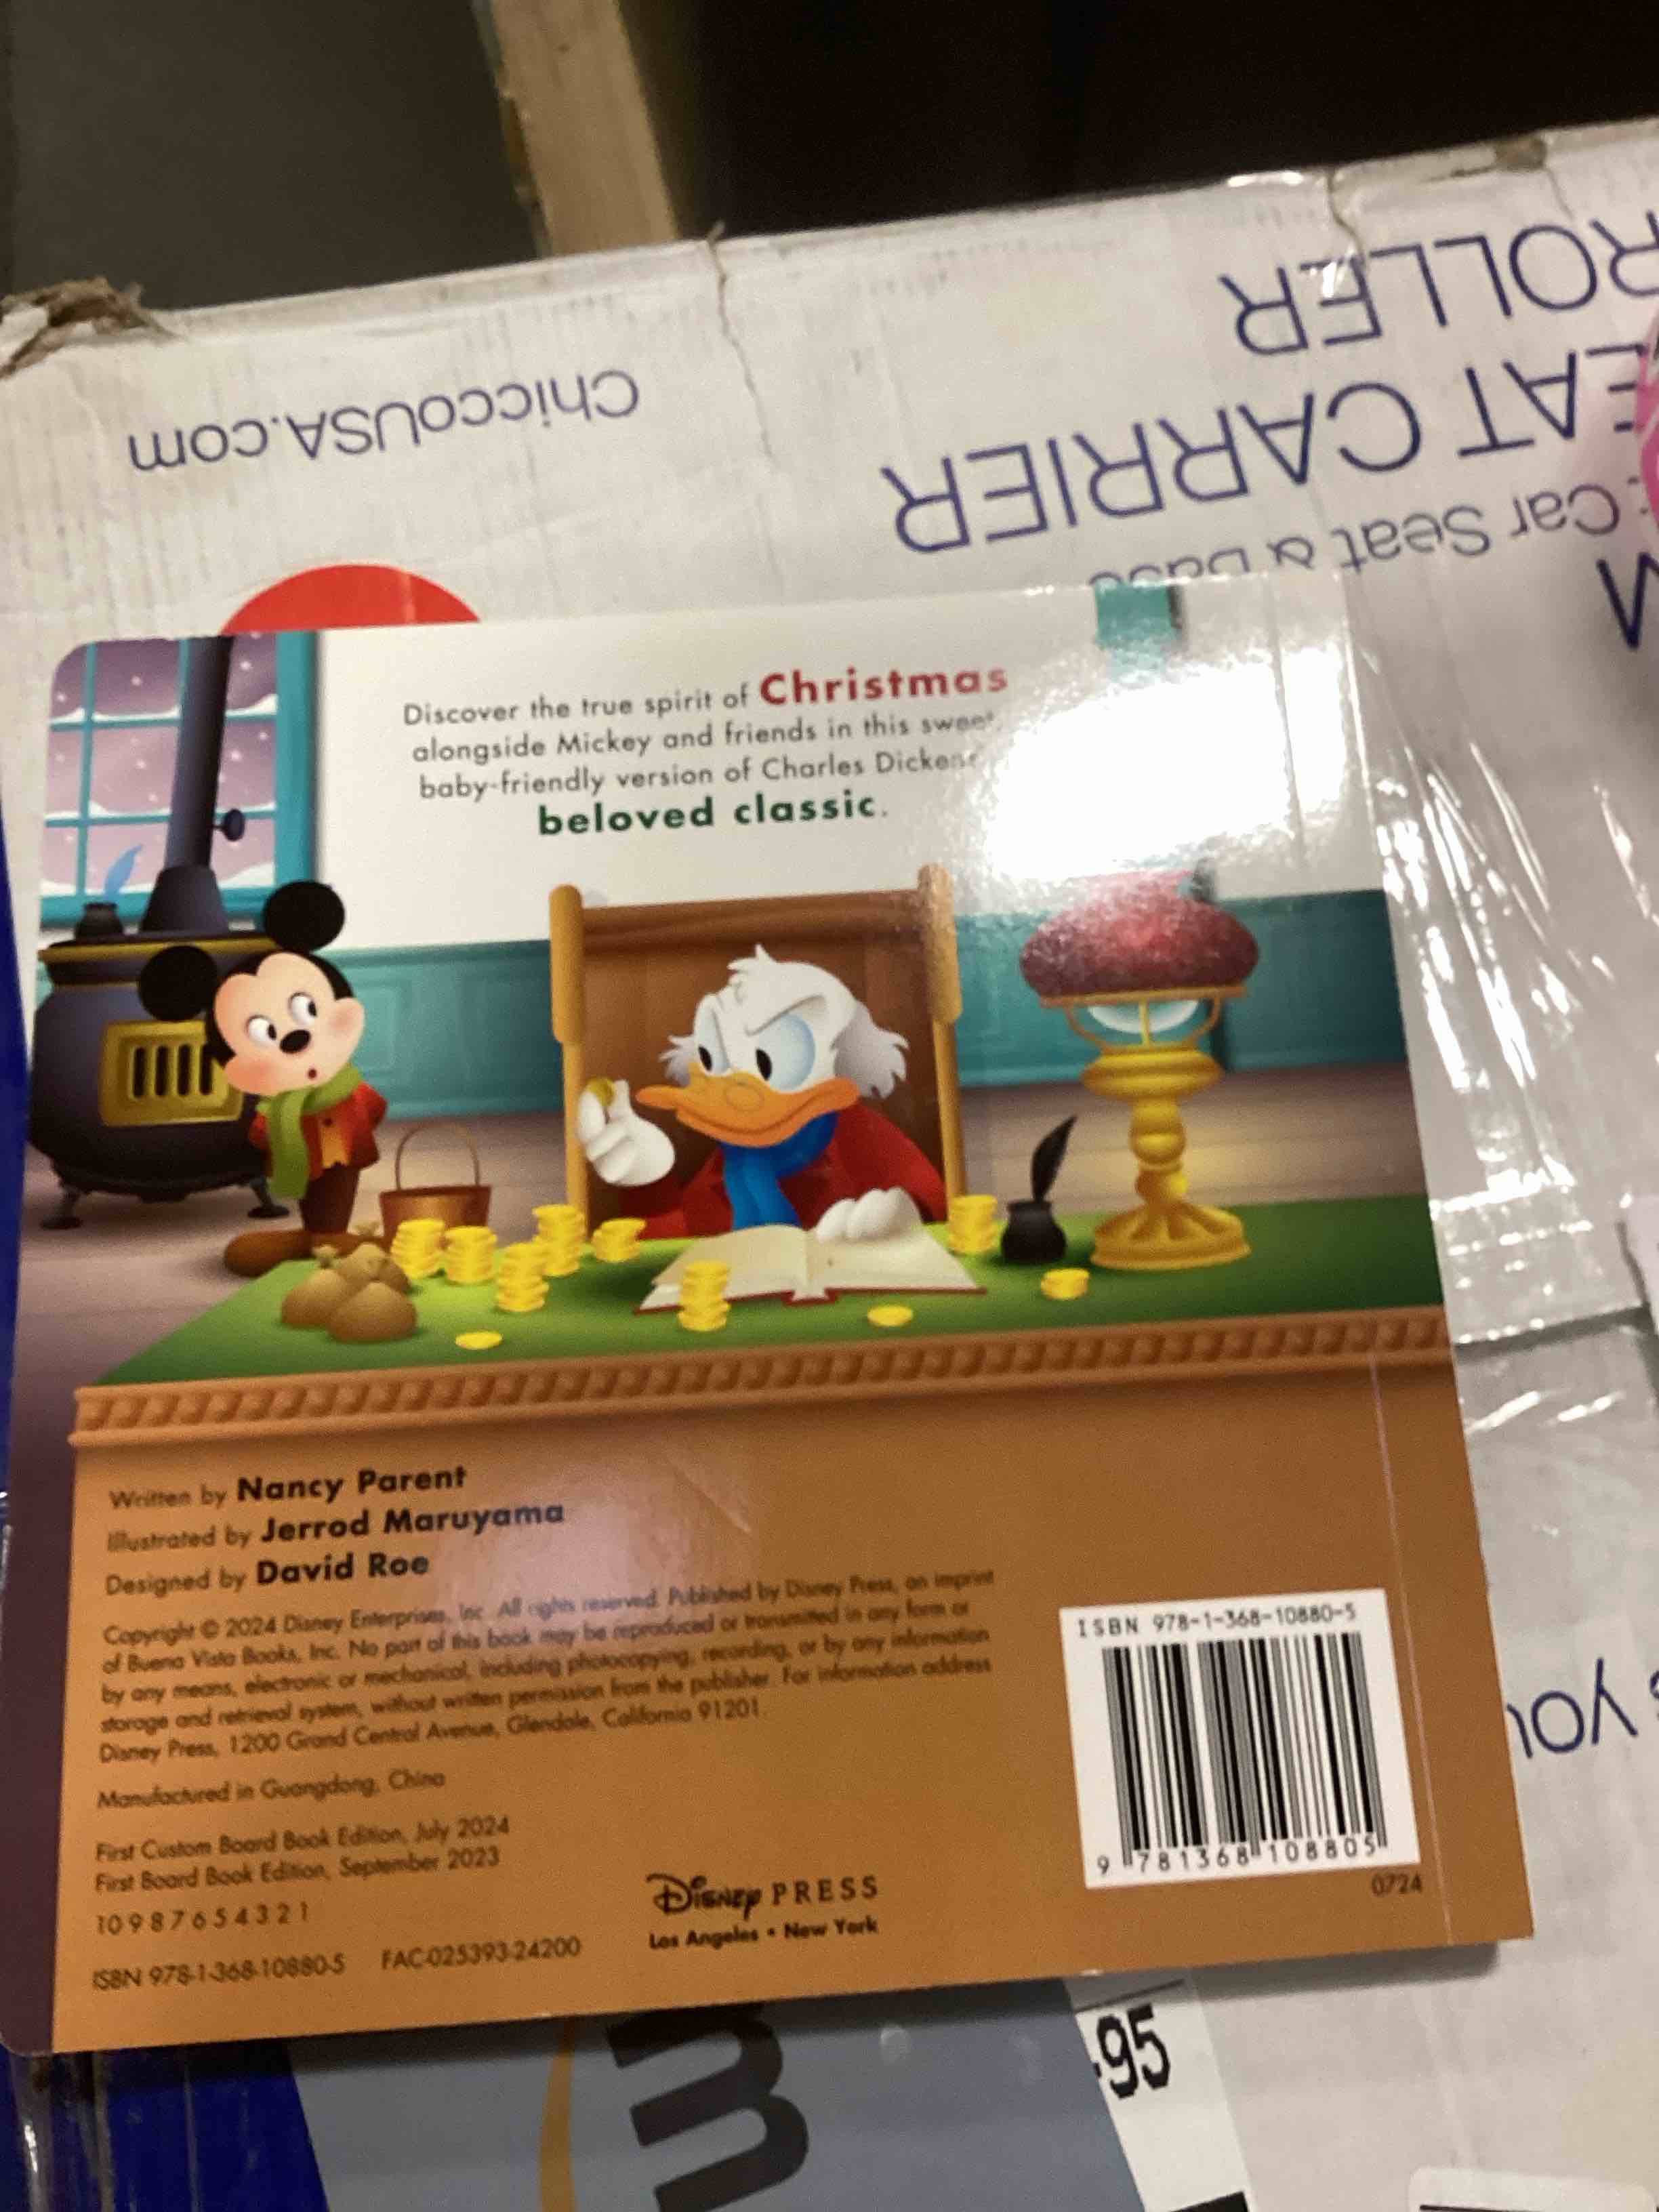 ROLLER
EAT CARRIER
Car Seat & base
ChiccoUSA.com
Discover the true spirit of Christmas
alongside Mickey and friends in this sweet,
baby-friendly version of Charles Dickens'
beloved classic.
Written by Nancy Parent
Illustrated by Jerrod Maruyama
Designed by David Roe
Copyright © 2024 Disney Enterprises, Inc. All rights reserved. Published by Disney Press, an imprint
of Buena Vista Books, Inc. No part of this book may be reproduced or transmitted in any form or
by any means, electronic or mechanical, including photocopying, recording, or by any information
storage and retrieval system, without written permission from the publisher. For information address
Disney Press, 1200 Grand Central Avenue, Glendale, California 91201.
Manufactured in Guangdong, China
First Custom Board Book Edition, July 2024
First Board Book Edition, September 2023
10 9 8 7 6 5 4 3 2 1
ISBN 978-1-368-10880-5 FAC-025393-24200
Disney PRESS
Los Angeles • New York
ISBN 978-1-368-10880-5
9 781368 108805
0724
you
-95